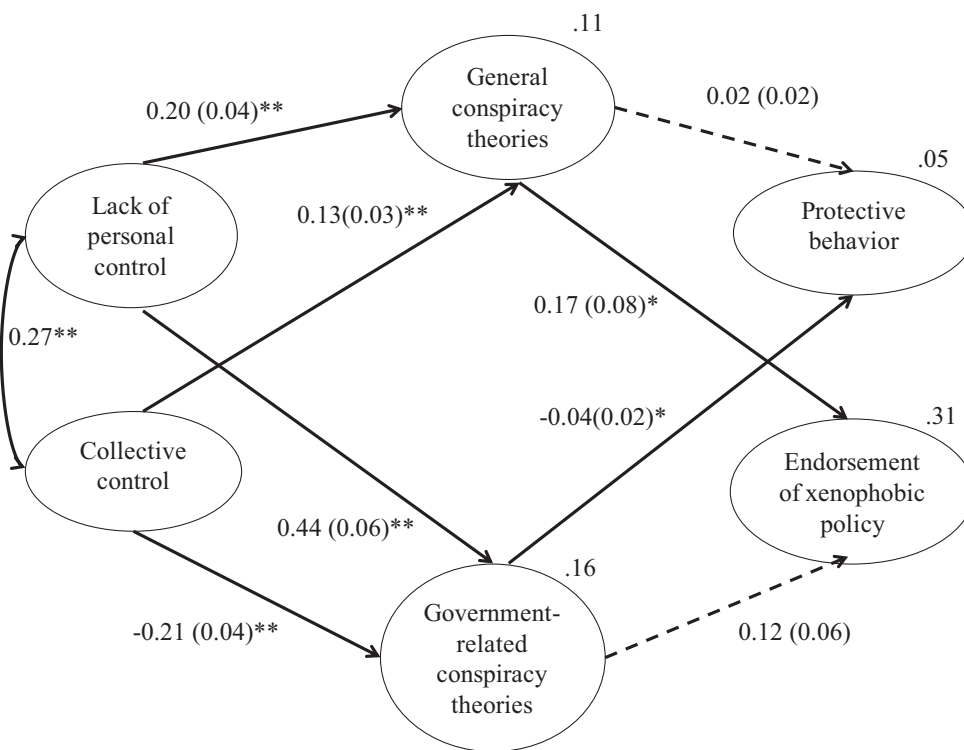 .11
General
conspiracy
theories
0.20 (0.04)**
0.02 (0.02)
.05
Lack of
personal
control
0.13(0.03)**
Protective
behavior
0.17 (0.08)*
0.27**
-0.04(0.02)*
.31
Collective
control
Endorsement
of xenophobic
policy
0.44 (0.06)**
.16
-0.21 (0.04)**
Government-
related
conspiracy
theories
0.12 (0.06)